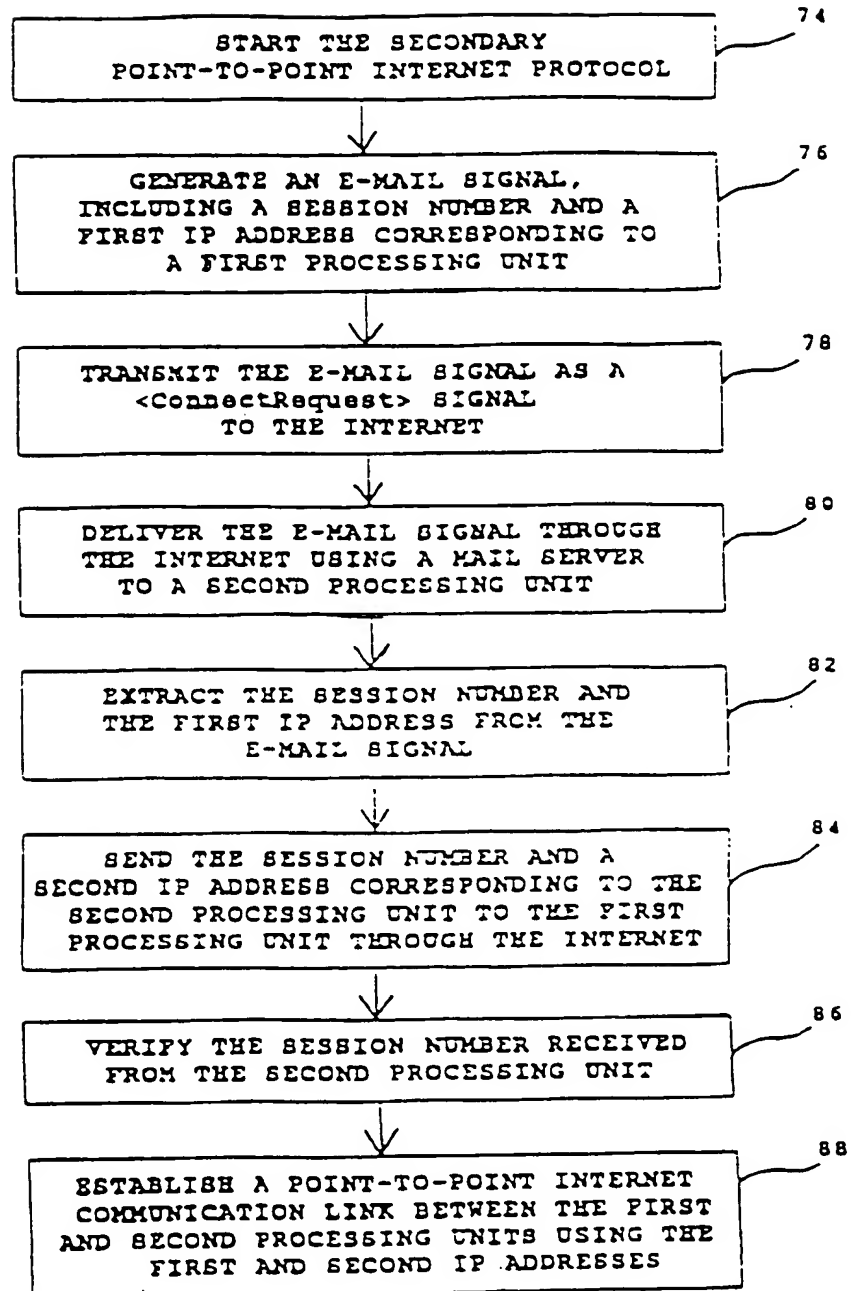 74
START THE SECONDARY
POINT-TO-POINT INTERNET PROTOCOL
76
GENERATE AN E-MAIL SIGNAL,
INCLUDING A SESSION NUMBER AND A
FIRST IP ADDRESS CORRESPONDING TO
A FIRST PROCESSING UNIT
78
TRANSMIT THE E-MAIL SIGNAL AS A
<ConnectRequest> SIGNAL
TO THE INTERNET
80
DELIVER THE E-MAIL SIGNAL THROUGH
THE INTERNET USING A MAIL SERVER
TO A SECOND PROCESSING UNIT
82
EXTRACT THE SESSION NUMBER AND
THE FIRST IP ADDRESS FROM THE
E-MAIL SIGNAL
84
SEND THE SESSION NUMBER AND A
SECOND IP ADDRESS CORRESPONDING TO THE
SECOND PROCESSING UNIT TO THE FIRST
PROCESSING UNIT THROUGH THE INTERNET
86
VERIFY THE SESSION NUMBER RECEIVED
FROM THE SECOND PROCESSING UNIT
88
ESTABLISH A POINT-TO-POINT INTERNET
COMMUNICATION LINK BETWEEN THE FIRST
AND SECOND PROCESSING UNITS USING THE
FIRST AND SECOND IP ADDRESSES